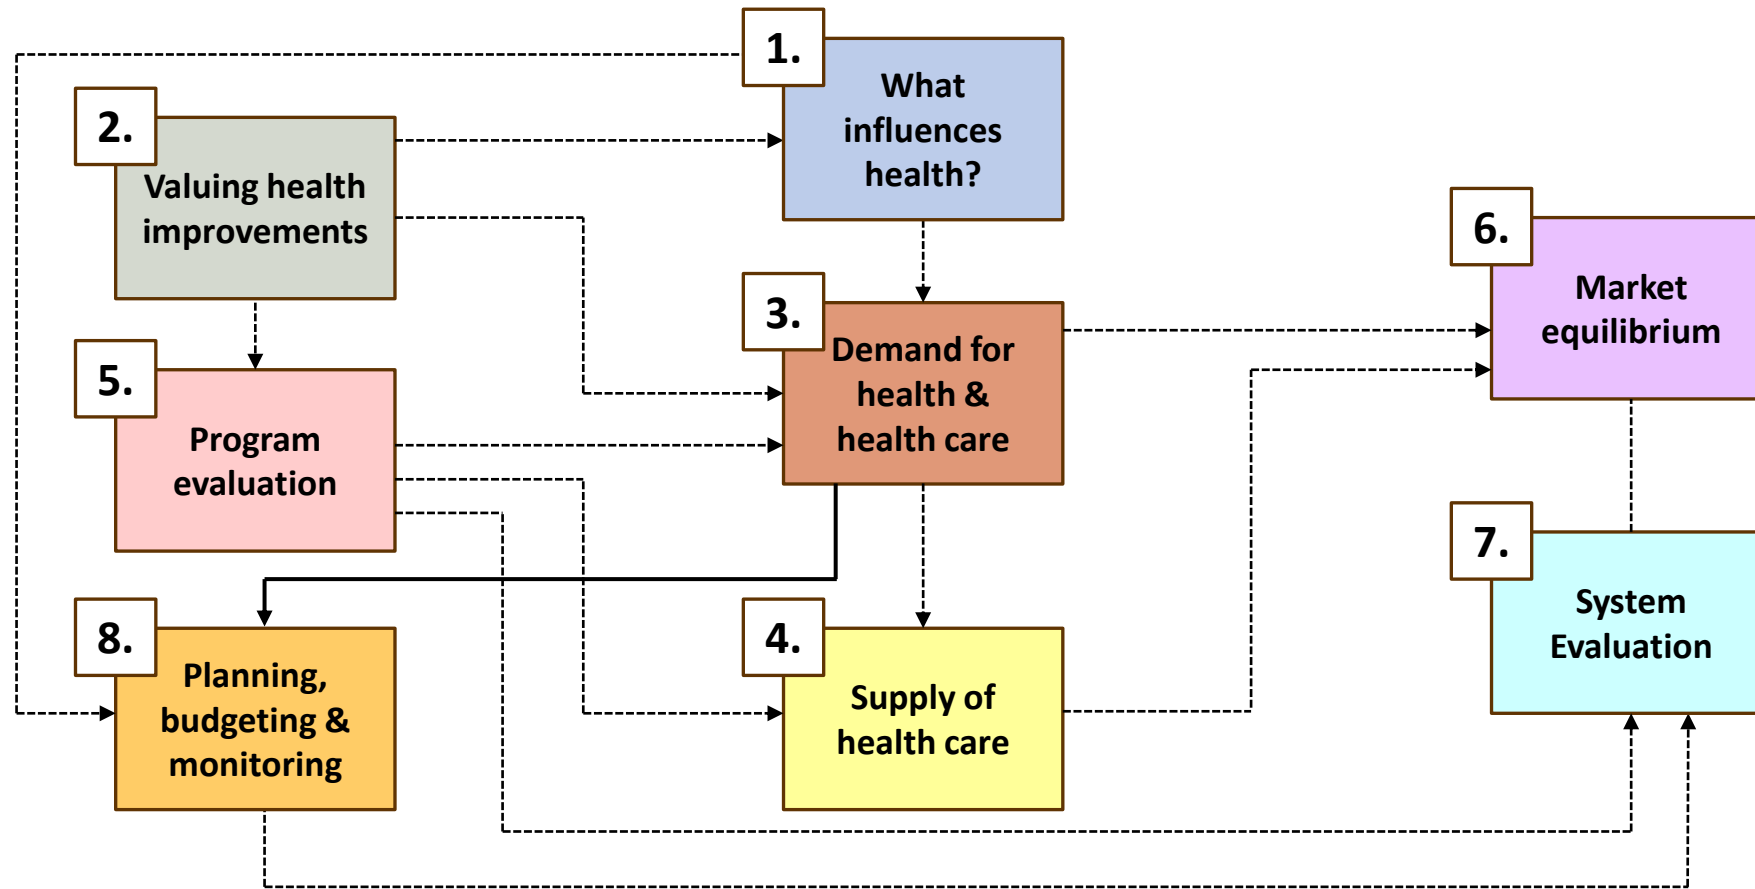 1.
What
influences
health?
2.
Valuing health
improvements
3.
Demand for
health &
health care
4.
Supply of
health care
5.
Program
evaluation
6.
Market
equilibrium
7.
System
Evaluation
8.
Planning,
budgeting &
monitoring